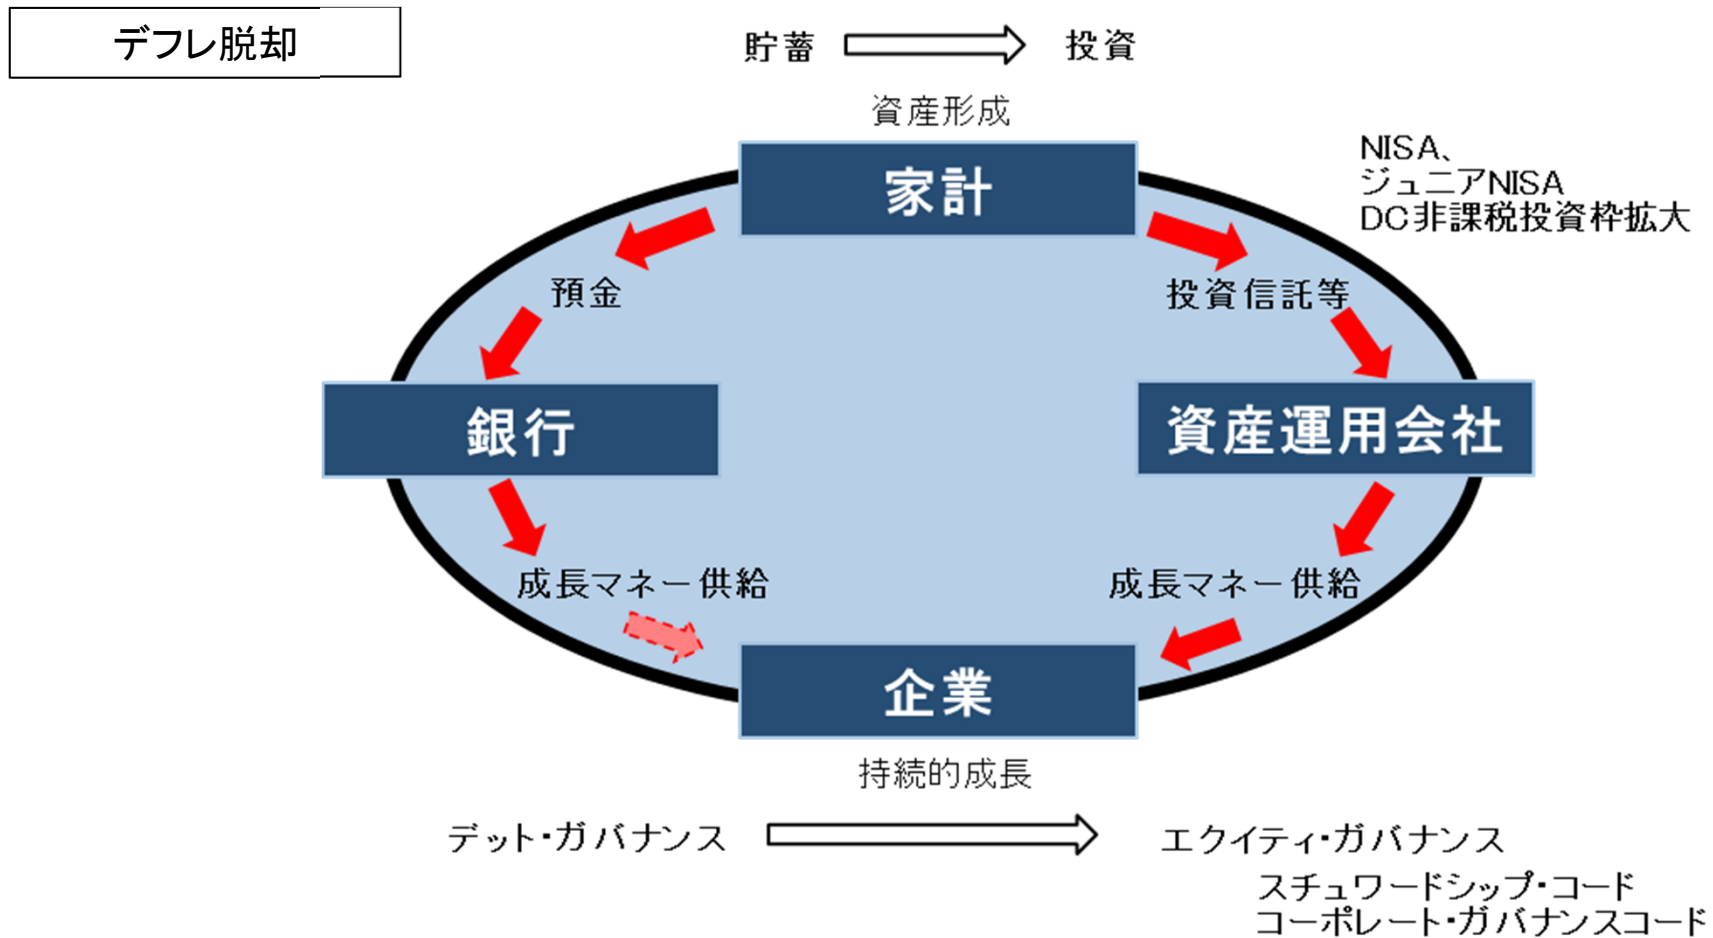 デフレ脱却
貯蓄
投資
資産形成
家計
NISA、
ジュニアNISA
DC非課税投資枠拡大
預金
投資信託等
銀行
資産運用会社
成長マネー供給
成長マネー供給
企業
持続的成長
デット・ガバナンス
エクイティ・ガバナンス
スチュワードシップ・コード
コーポレート・ガバナンスコード